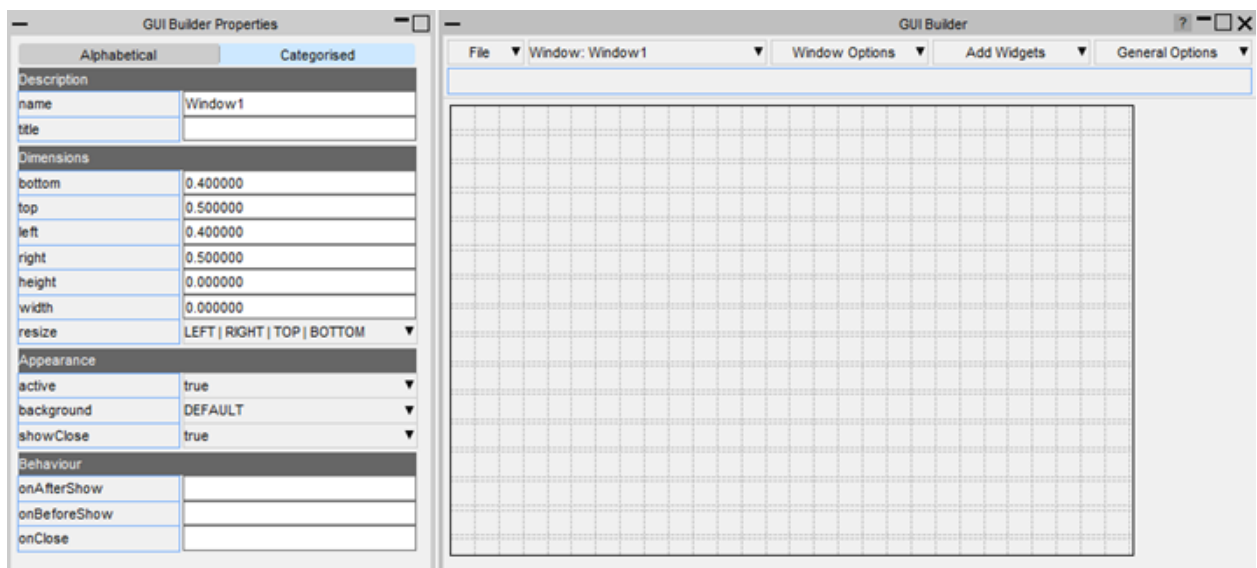 GUI Builder Properties
Alphabetical Categorised
Description
name Window1
title
Dimensions
bottom 0.400000
top 0.500000
left 0.400000
right 0.500000
height 0.000000
width 0.000000
resize LEFT | RIGHT | TOP | BOTTOM
Appearance
active true
background DEFAULT
showClose true
Behaviour
onAfterShow
onBeforeShow
onClose
GUI Builder ?
File Window: Window1 Window Options Add Widgets General Options